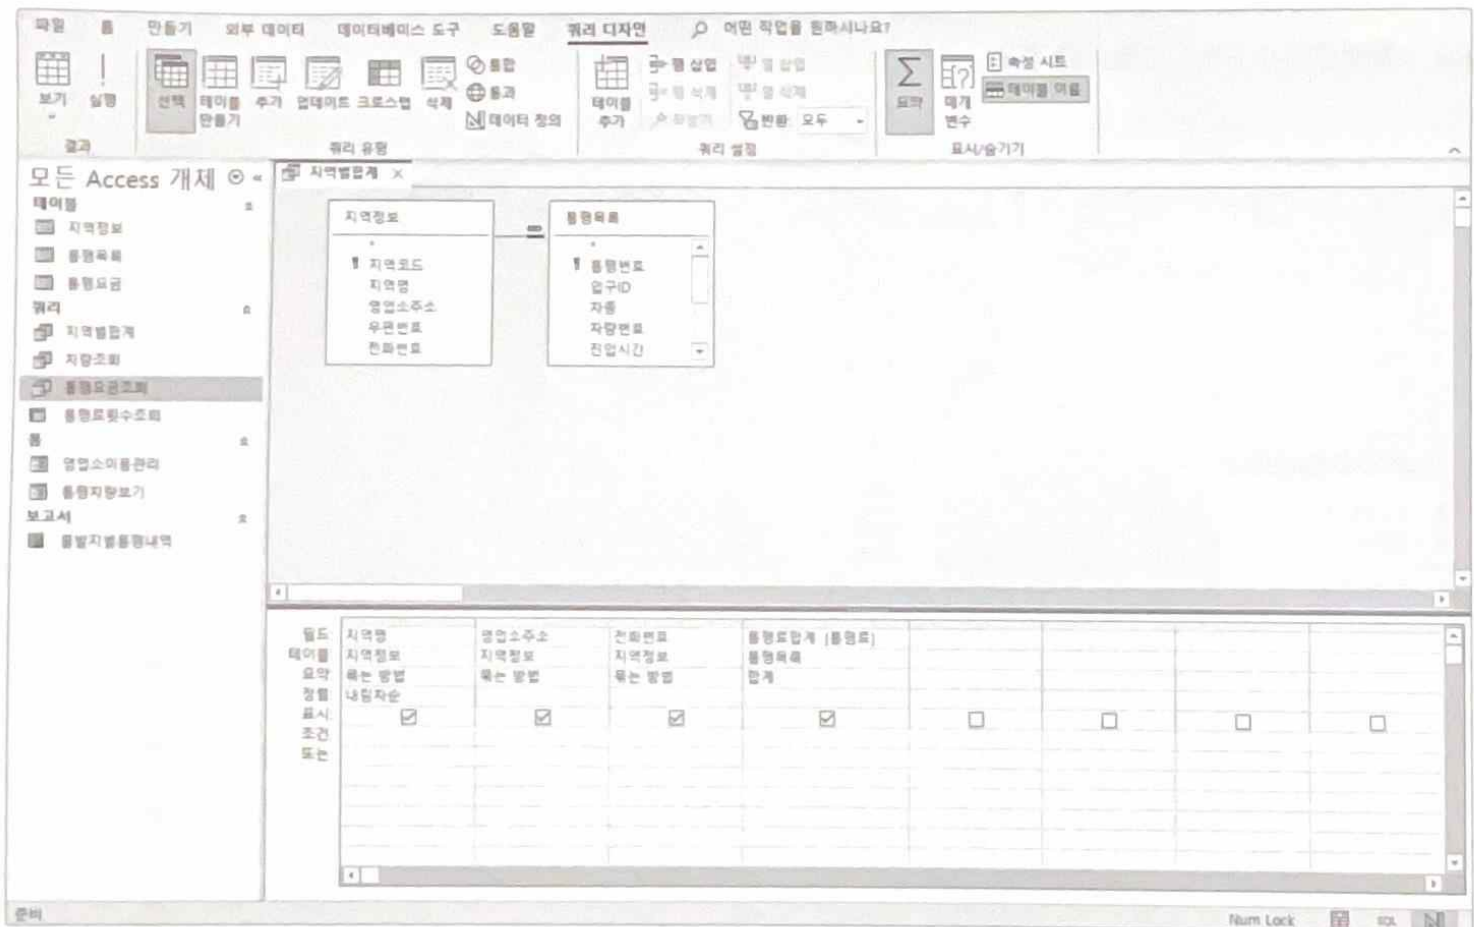 파일 홈 만들기 외부 데이터 데이터베이스 도구 도움말 쿼리 디자인 어떤 작업을 원하시나요?
보기 실행 선택 테이블 만들기 추가 업데이트 크로스탭 삭제
통합
통과
데이터 정의
테이블 추가
행 삽입 열 삽입
행 삭제 열 삭제
작성기 반환: 모두
요약 매개 변수
속성 시트
테이블 이름
결과 쿼리 유형 쿼리 설정 표시/숨기기
모든 Access 개체
지역별합계
테이블
지역정보
통행목록
통행요금
쿼리
지역별합계
차량조회
통행요금조회
통행료횟수조회
폼
영업소이용관리
통행차량보기
보고서
출발지별통행내역
지역정보
*
지역코드
지역명
영업소주소
우편번호
전화번호
통행목록
*
통행번호
입구ID
차종
차량번호
진입시간
필드: 지역명 영업소주소 전화번호 통행료합계: [통행료]
테이블: 지역정보 지역정보 지역정보 통행목록
요약: 묶는 방법 묶는 방법 묶는 방법 합계
정렬: 내림차순
표시:
조건:
또는:
준비 Num Lock SQL